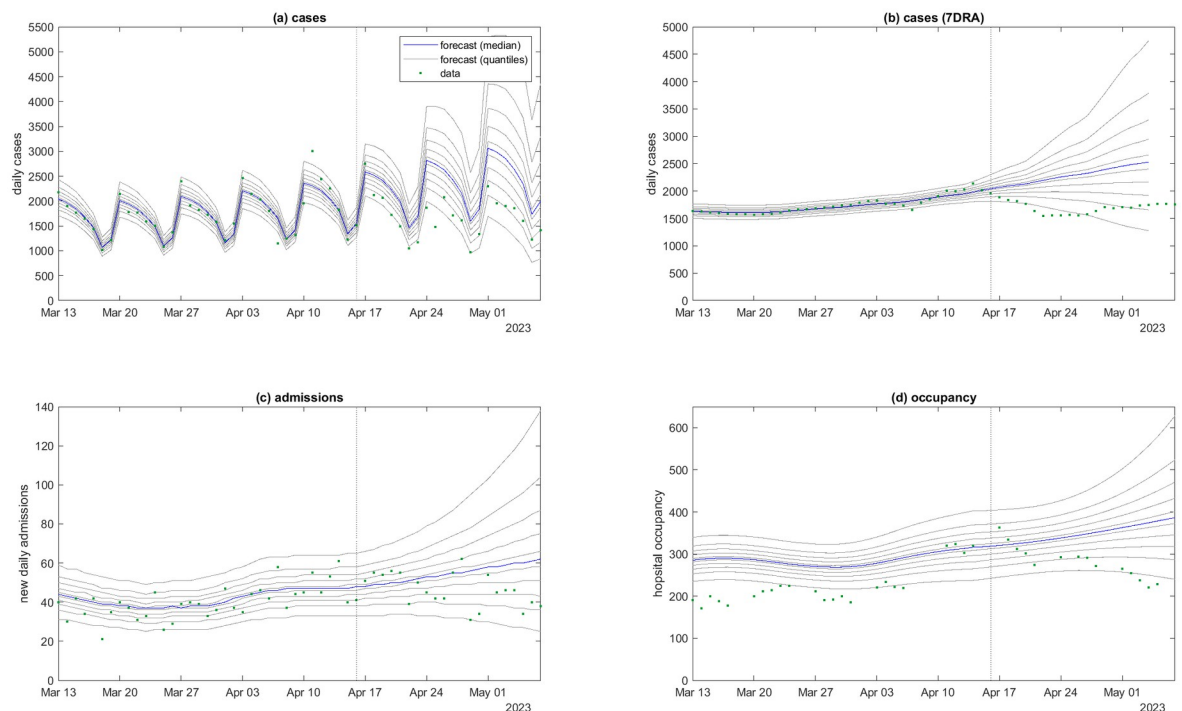 (a) cases
5500
5000
4500
4000
3500
3000
2500
2000
1500
1000
500
0
daily cases
forecast (median)
forecast (quantiles)
data
Mar 13 Mar 20 Mar 27 Apr 03 Apr 10 Apr 17 Apr 24 May 01
2023
(b) cases (7DRA)
5000
4500
4000
3500
3000
2500
2000
1500
1000
500
0
daily cases
Mar 13 Mar 20 Mar 27 Apr 03 Apr 10 Apr 17 Apr 24 May 01
2023
(c) admissions
140
120
100
80
60
40
20
0
new daily admissions
Mar 13 Mar 20 Mar 27 Apr 03 Apr 10 Apr 17 Apr 24 May 01
2023
(d) occupancy
600
500
400
300
200
100
0
hopsital occupancy
Mar 13 Mar 20 Mar 27 Apr 03 Apr 10 Apr 17 Apr 24 May 01
2023